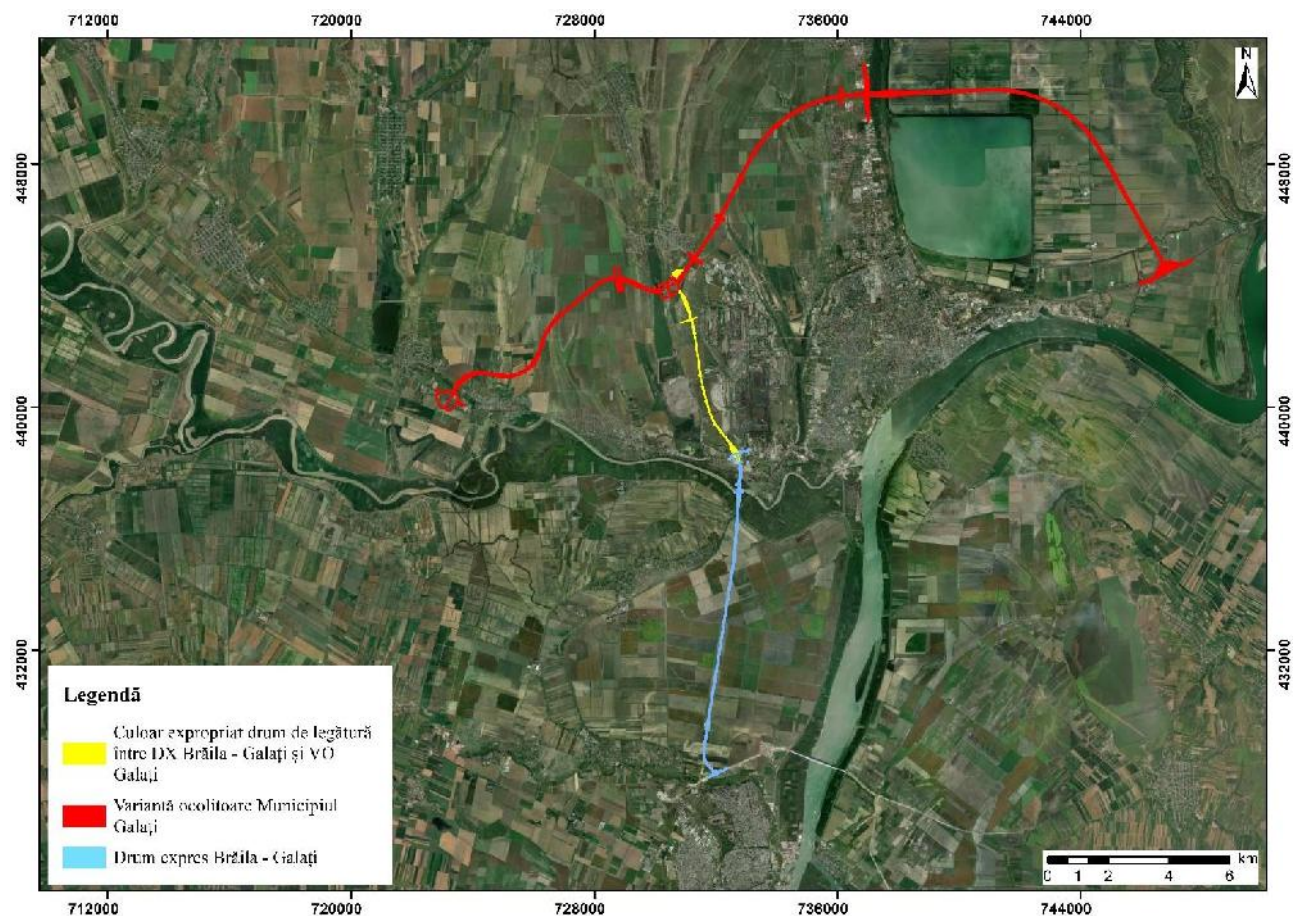 712000 720000 728000 736000 744000
N
448000 448000
440000 440000
432000 432000
Legendă
Culoar expropriat drum de legătură
între DX Brăila - Galați și VO
Galați
Variantă ocolitoare Municipiul
Galați
Drum expres Brăila - Galați
km
0 1 2 4 6
712000 720000 728000 736000 744000